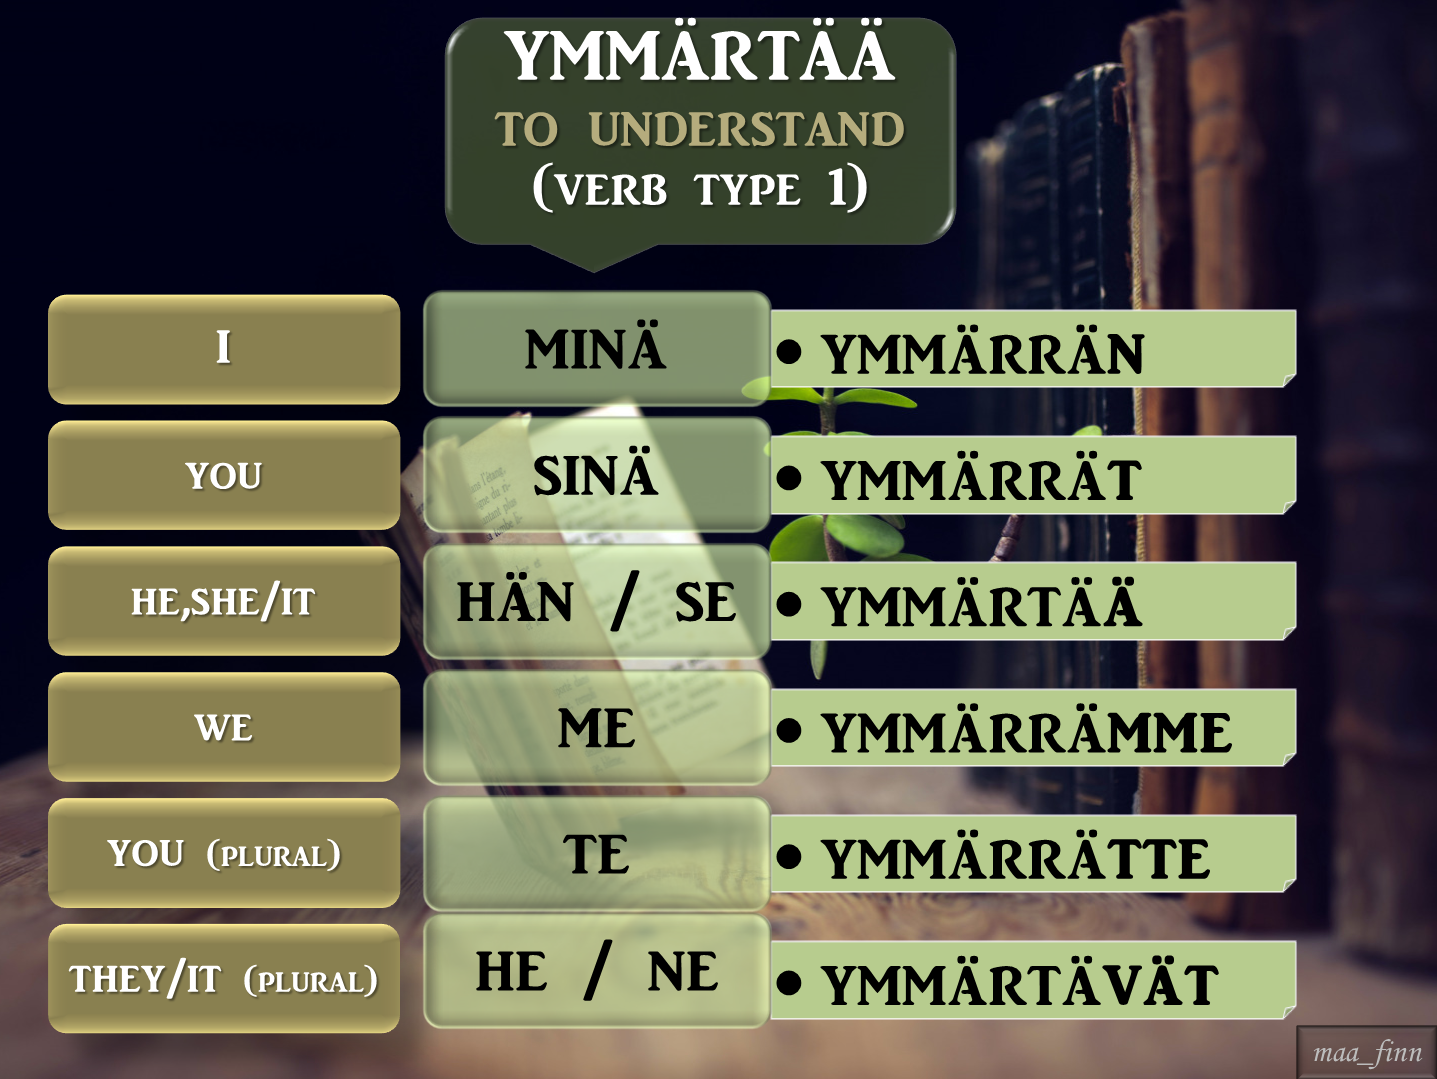 YMMÄRTÄÄ
TO UNDERSTAND
(VERB TYPE 1)
I MINÄ • YMMÄRRÄN
YOU SINÄ • YMMÄRRÄT
HE,SHE/IT HÄN / SE • YMMÄRTÄÄ
WE ME • YMMÄRRÄMME
YOU (PLURAL) TE • YMMÄRRÄTTE
THEY/IT (PLURAL) HE / NE • YMMÄRTÄVÄT
maa_finn